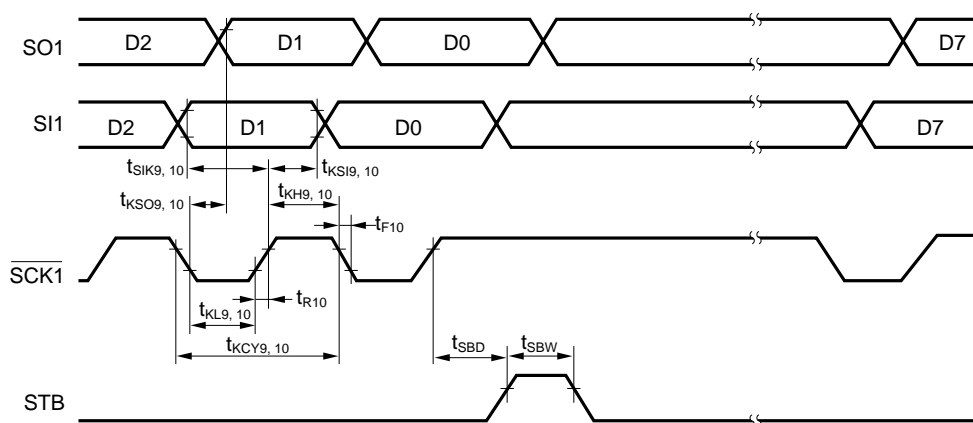 SO1 D2 D1 D0 D7
SI1 D2 D1 D0 D7
tSIK9, 10 tKSI9, 10
tKSO9, 10 tKH9, 10 tF10
SCK1
tR10
tKL9, 10
tKCY9, 10 tSBD tSBW
STB